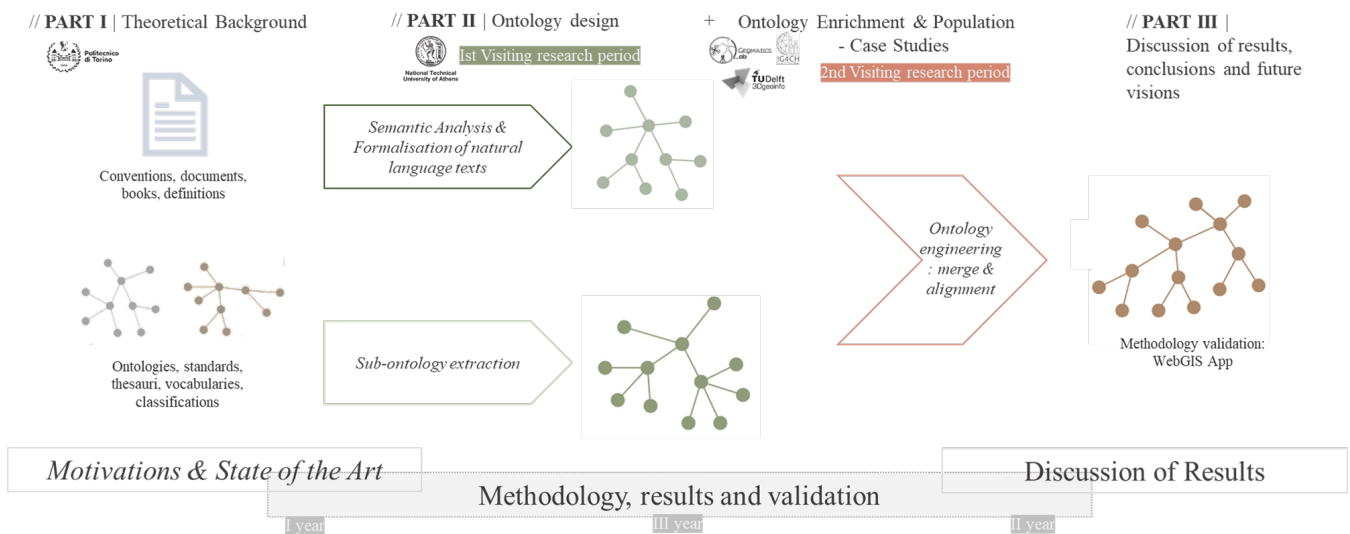 // PART I | Theoretical Background
Politecnico
di Torino
Conventions, documents,
books, definitions
Ontologies, standards,
thesauri, vocabularies,
classifications
// PART II | Ontology design
National Technical
University of Athens
Ist Visiting research period
Semantic Analysis &
Formalisation of natural
language texts
Sub-ontology extraction
+ Ontology Enrichment & Population
- Case Studies
GEOMATICS
Lab
G4CH
TUDelft
3Dgeoinfo
2nd Visiting research period
Ontology
engineering
: merge &
alignment
// PART III |
Discussion of results,
conclusions and future
visions
Methodology validation:
WebGIS App
Motivations & State of the Art
Methodology, results and validation
Discussion of Results
I year
III year
II year